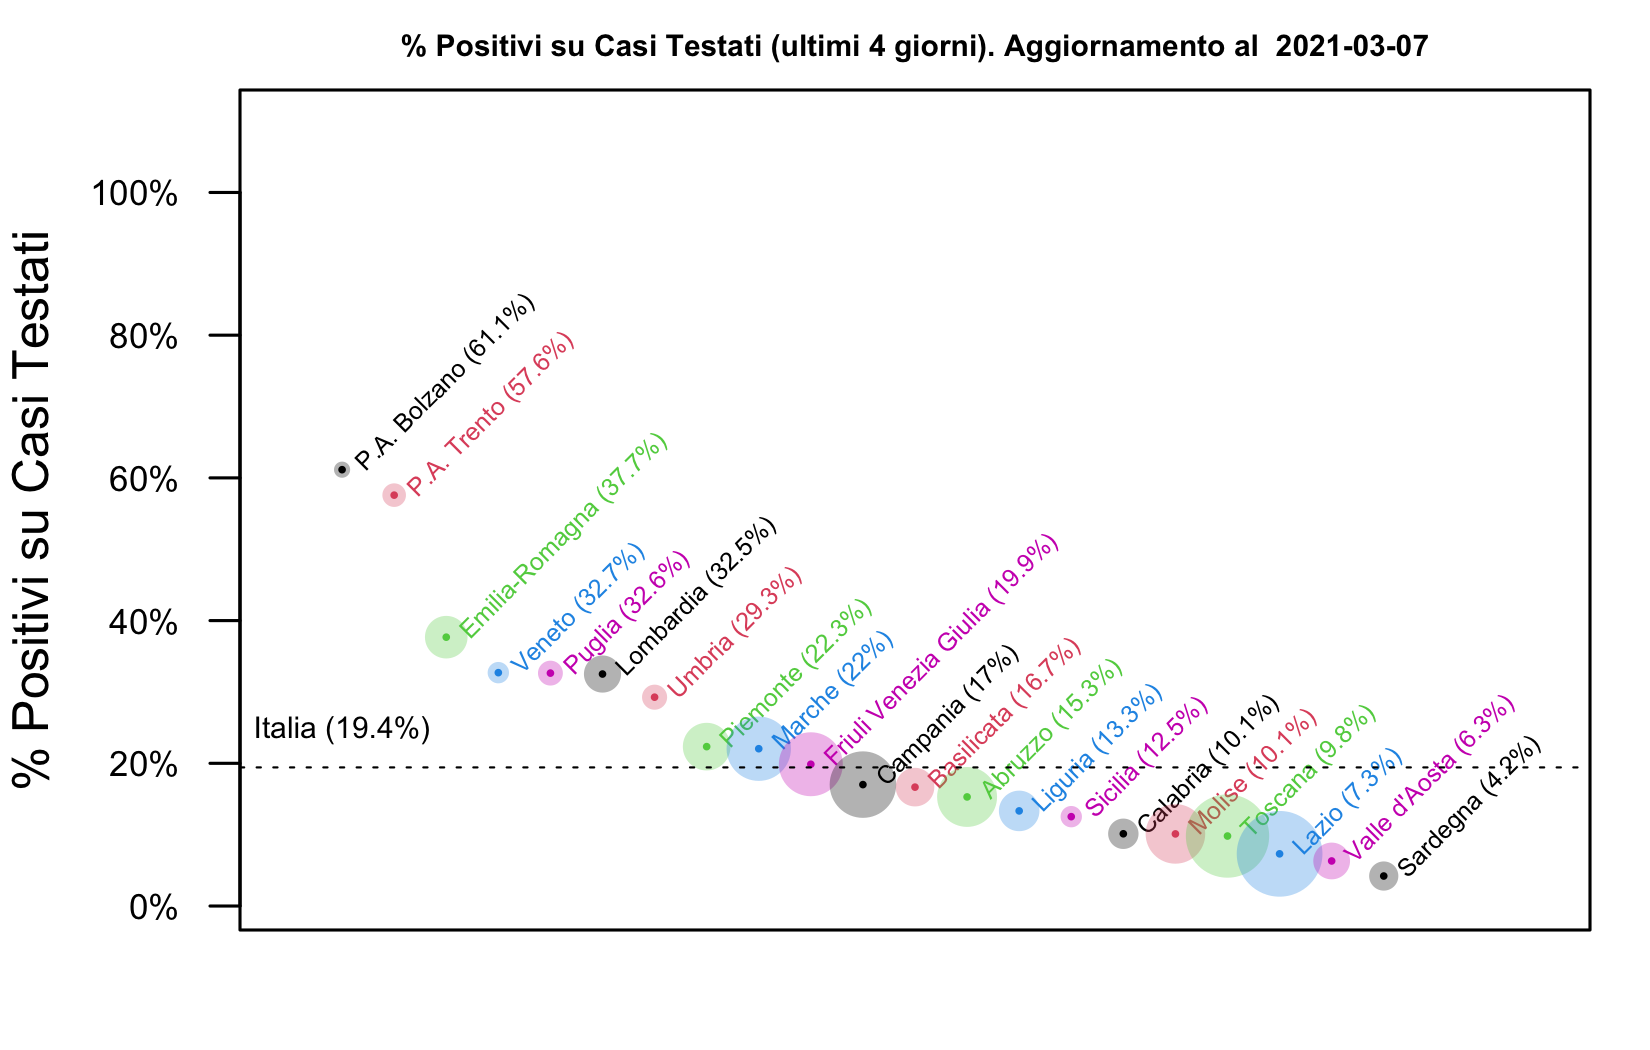 % Positivi su Casi Testati (ultimi 4 giorni). Aggiornamento al  2021-03-07
% Positivi su Casi Testati
100%
80%
60%
40%
20%
0%
Italia (19.4%)
P.A. Bolzano (61.1%)
P.A. Trento (57.6%)
Emilia-Romagna (37.7%)
Veneto (32.7%)
Puglia (32.6%)
Lombardia (32.5%)
Umbria (29.3%)
Piemonte (22.3%)
Marche (22%)
Friuli Venezia Giulia (19.9%)
Campania (17%)
Basilicata (16.7%)
Abruzzo (15.3%)
Liguria (13.3%)
Sicilia (12.5%)
Calabria (10.1%)
Molise (10.1%)
Toscana (9.8%)
Lazio (7.3%)
Valle d'Aosta (6.3%)
Sardegna (4.2%)